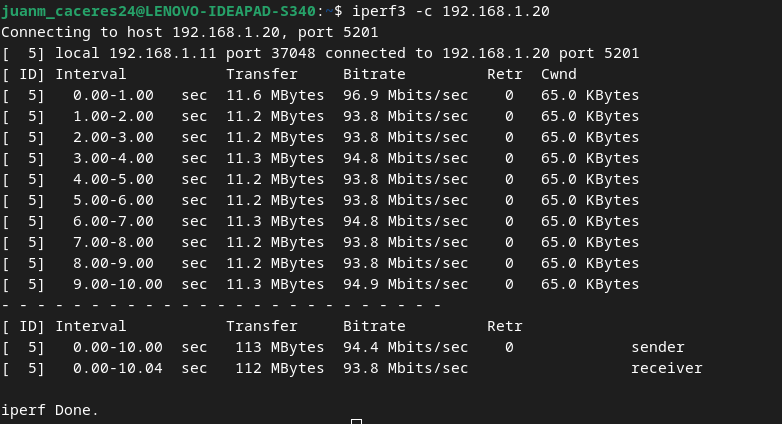 juanm_caceres24@LENOVO-IDEAPAD-S340:~$ iperf3 -c 192.168.1.20
Connecting to host 192.168.1.20, port 5201
[  5] local 192.168.1.11 port 37048 connected to 192.168.1.20 port 5201
[ ID] Interval           Transfer     Bitrate         Retr  Cwnd
[  5]   0.00-1.00   sec  11.6 MBytes  96.9 Mbits/sec    0   65.0 KBytes
[  5]   1.00-2.00   sec  11.2 MBytes  93.8 Mbits/sec    0   65.0 KBytes
[  5]   2.00-3.00   sec  11.2 MBytes  93.8 Mbits/sec    0   65.0 KBytes
[  5]   3.00-4.00   sec  11.3 MBytes  94.8 Mbits/sec    0   65.0 KBytes
[  5]   4.00-5.00   sec  11.2 MBytes  93.8 Mbits/sec    0   65.0 KBytes
[  5]   5.00-6.00   sec  11.2 MBytes  93.8 Mbits/sec    0   65.0 KBytes
[  5]   6.00-7.00   sec  11.3 MBytes  94.8 Mbits/sec    0   65.0 KBytes
[  5]   7.00-8.00   sec  11.2 MBytes  93.8 Mbits/sec    0   65.0 KBytes
[  5]   8.00-9.00   sec  11.2 MBytes  93.8 Mbits/sec    0   65.0 KBytes
[  5]   9.00-10.00  sec  11.3 MBytes  94.9 Mbits/sec    0   65.0 KBytes
- - - - - - - - - - - - - - - - - - - - - - - - -
[ ID] Interval           Transfer     Bitrate         Retr
[  5]   0.00-10.00  sec   113 MBytes  94.4 Mbits/sec    0             sender
[  5]   0.00-10.04  sec   112 MBytes  93.8 Mbits/sec                  receiver
iperf Done.